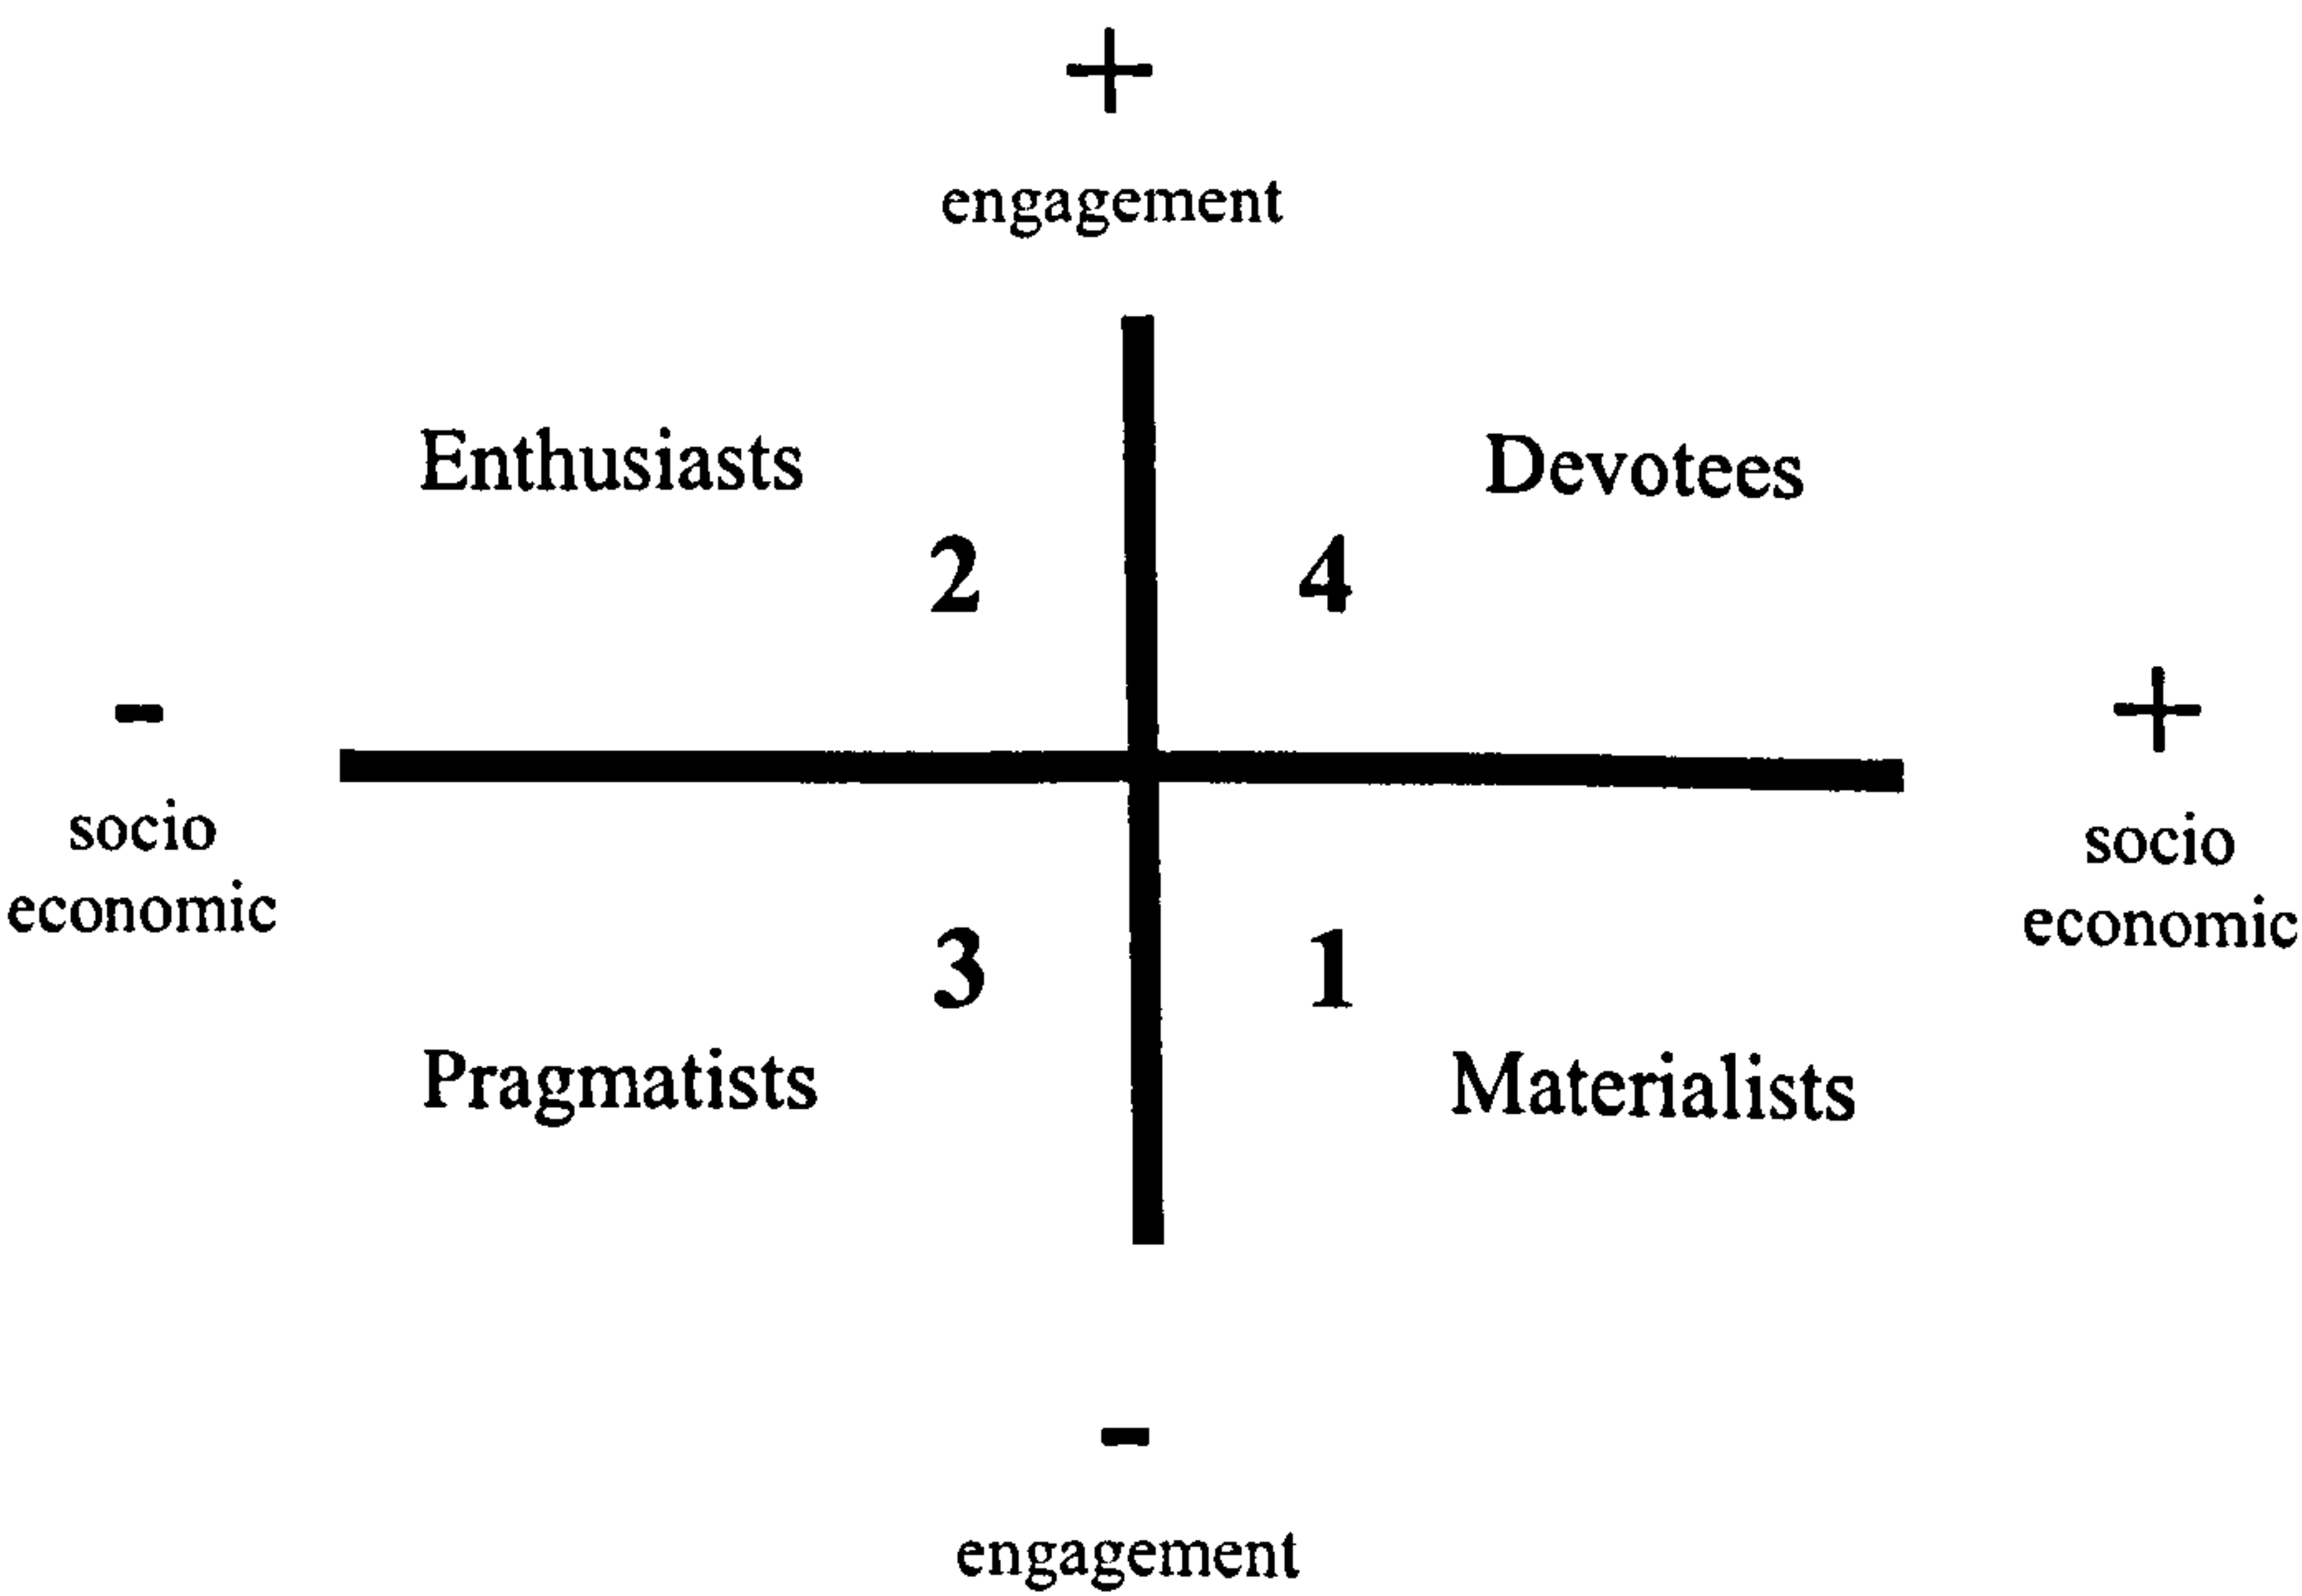 +
engagement
Enthusiasts
Devotees
2
4
-
+
socio
economic
socio
economic
3
1
Pragmatists
Materialists
-
engagement